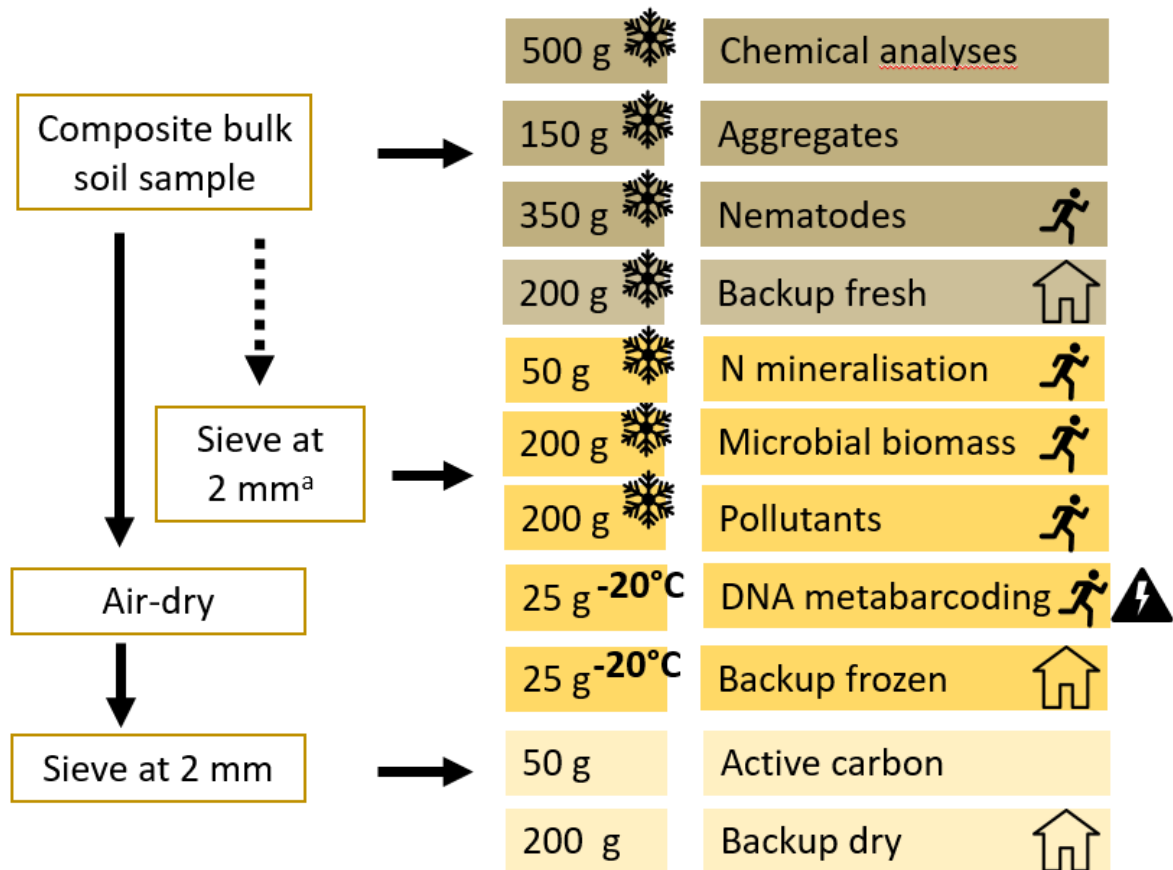 Composite bulk
soil sample
Sieve at
2 mmᵃ
Air-dry
Sieve at 2 mm
500 g Chemical analyses
150 g Aggregates
350 g Nematodes
200 g Backup fresh
50 g N mineralisation
200 g Microbial biomass
200 g Pollutants
25 g -20°C DNA metabarcoding
25 g -20°C Backup frozen
50 g Active carbon
200 g Backup dry